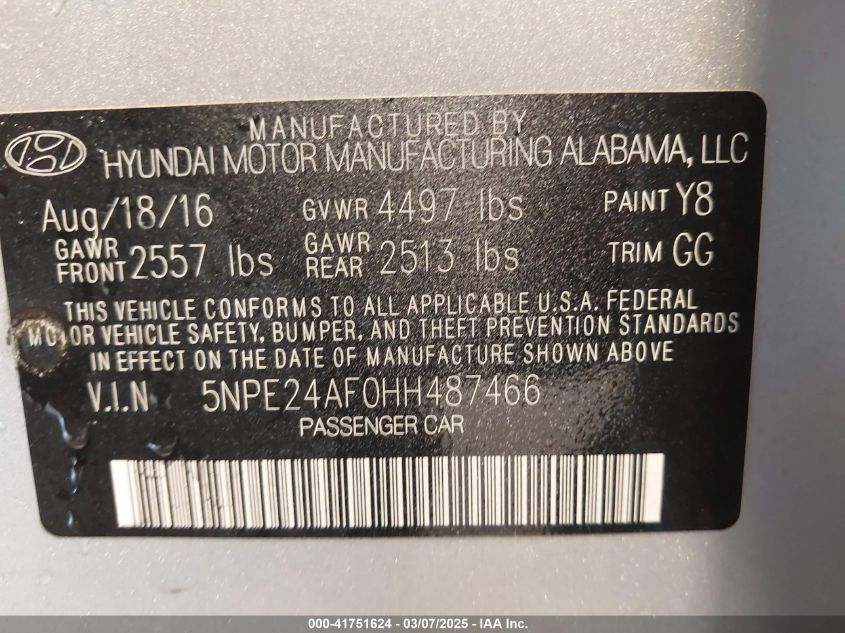 MANUFACTURED BY
HYUNDAI MOTOR MANUFACTURING ALABAMA, LLC
Aug/18/16 GVWR 4497 lbs PAINT Y8
GAWR FRONT 2557 lbs GAWR REAR 2513 lbs TRIM GG
THIS VEHICLE CONFORMS TO ALL APPLICABLE U.S.A. FEDERAL
MOTOR VEHICLE SAFETY, BUMPER, AND THEFT PREVENTION STANDARDS
IN EFFECT ON THE DATE OF MANUFACTURE SHOWN ABOVE
V.I.N 5NPE24AF0HH487466
PASSENGER CAR
000-41751624 — 03/07/2025 — IAA Inc.